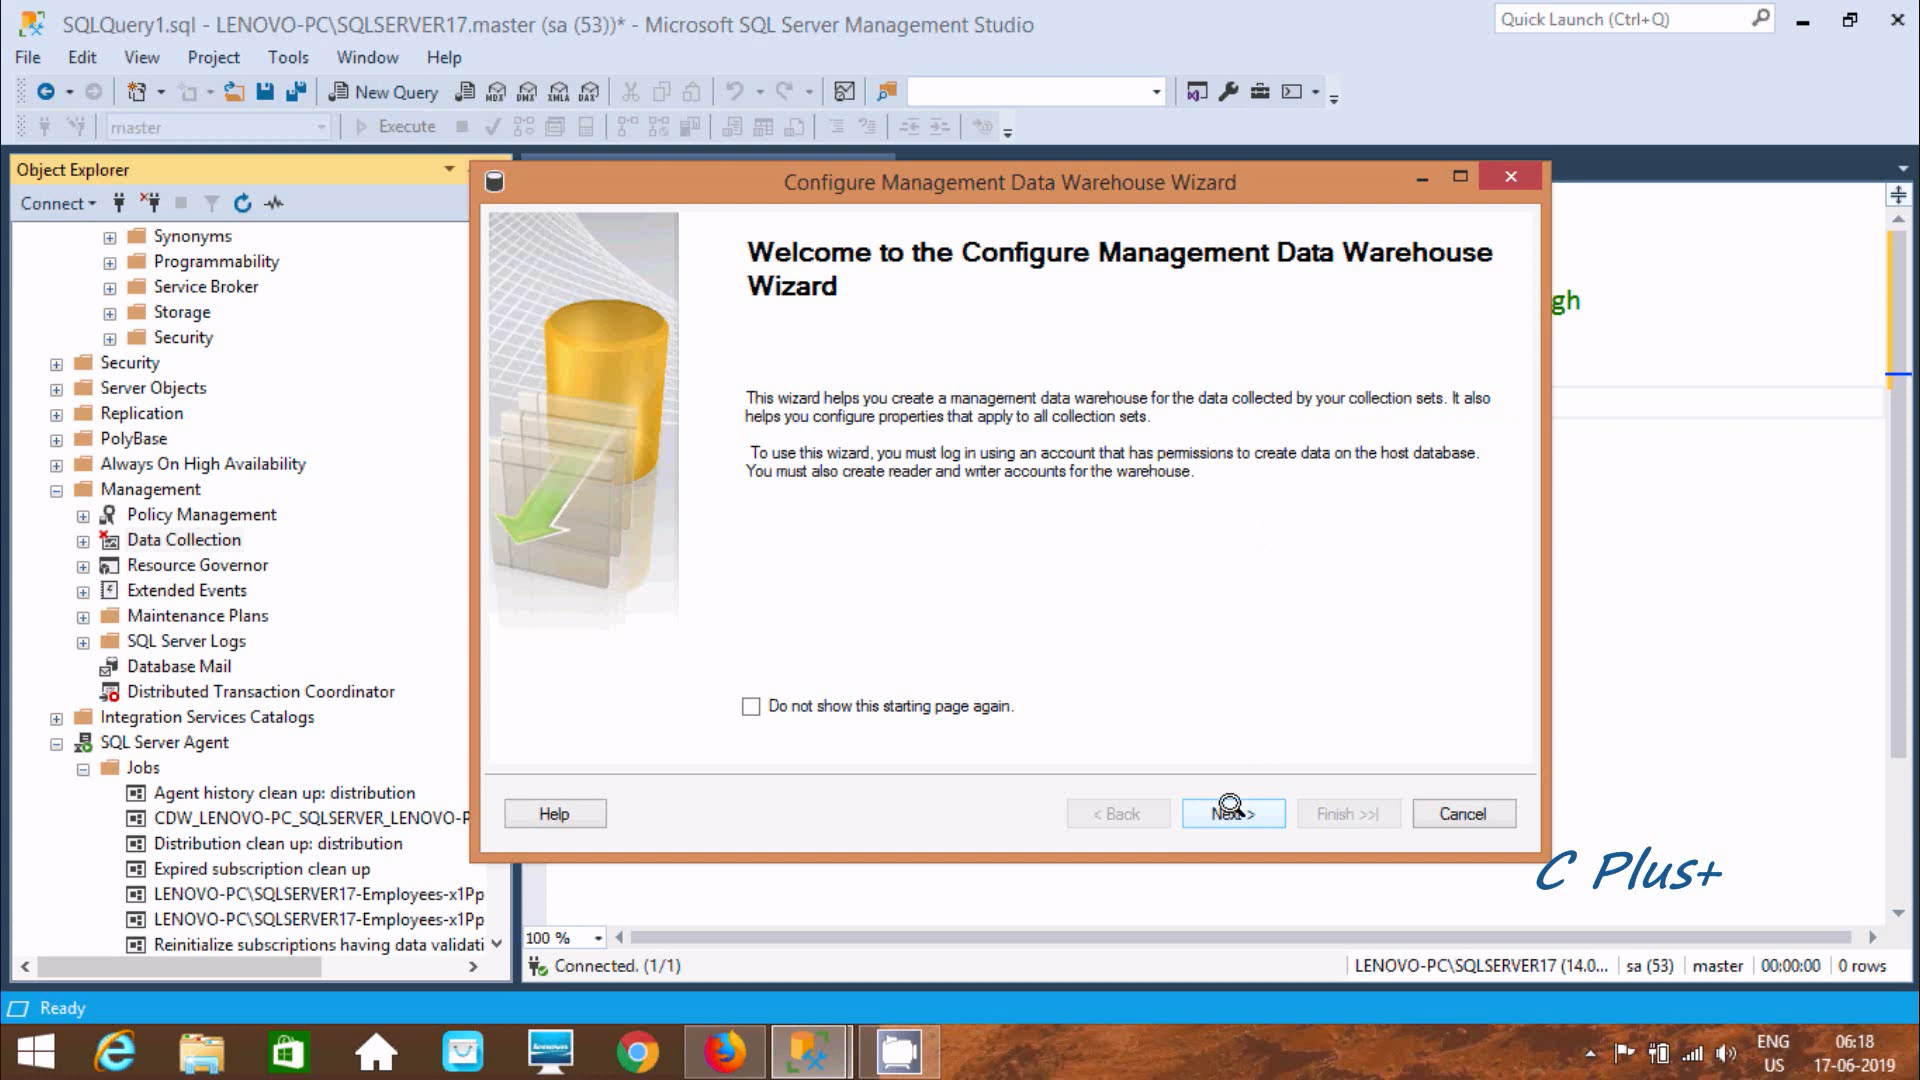 SQLQuery1.sql - LENOVO-PC\SQLSERVER17.master (sa (53))* - Microsoft SQL Server Management Studio
Quick Launch (Ctrl+Q)
File Edit View Project Tools Window Help
New Query
MDX DMX XMLA DAX
master
Execute
Object Explorer
Connect
Synonyms
Programmability
Service Broker
Storage
Security
Security
Server Objects
Replication
PolyBase
Always On High Availability
Management
Policy Management
Data Collection
Resource Governor
Extended Events
Maintenance Plans
SQL Server Logs
Database Mail
Distributed Transaction Coordinator
Integration Services Catalogs
SQL Server Agent
Jobs
Agent history clean up: distribution
CDW_LENOVO-PC_SQLSERVER_LENOVO-P
Distribution clean up: distribution
Expired subscription clean up
LENOVO-PC\SQLSERVER17-Employees-x1Pp
LENOVO-PC\SQLSERVER17-Employees-x1Pp
Reinitialize subscriptions having data validati
Configure Management Data Warehouse Wizard
Welcome to the Configure Management Data Warehouse
Wizard
This wizard helps you create a management data warehouse for the data collected by your collection sets. It also
helps you configure properties that apply to all collection sets.
To use this wizard, you must log in using an account that has permissions to create data on the host database.
You must also create reader and writer accounts for the warehouse.
Do not show this starting page again.
Help
< Back
Next >
Finish >>|
Cancel
gh
C Plus+
100 %
Connected. (1/1)
LENOVO-PC\SQLSERVER17 (14.0... sa (53) master 00:00:00 0 rows
Ready
ENG
US
06:18
17-06-2019